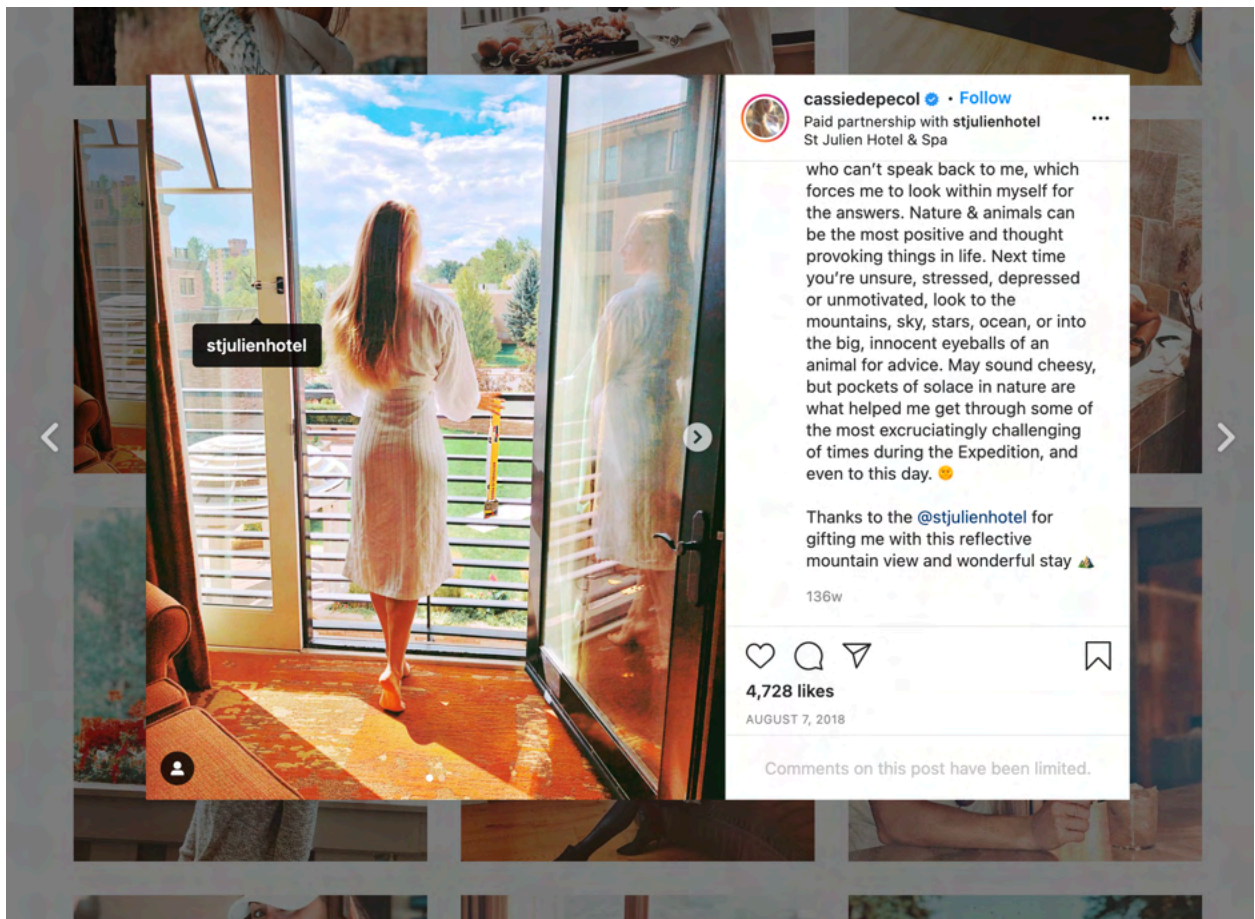 stjulienhotel
cassiedepecol • Follow
Paid partnership with stjulienhotel
St Julien Hotel & Spa
who can’t speak back to me, which
forces me to look within myself for
the answers. Nature & animals can
be the most positive and thought
provoking things in life. Next time
you’re unsure, stressed, depressed
or unmotivated, look to the
mountains, sky, stars, ocean, or into
the big, innocent eyeballs of an
animal for advice. May sound cheesy,
but pockets of solace in nature are
what helped me get through some of
the most excruciatingly challenging
of times during the Expedition, and
even to this day. 🌞
Thanks to the @stjulienhotel for
gifting me with this reflective
mountain view and wonderful stay 🏔️
136w
4,728 likes
AUGUST 7, 2018
Comments on this post have been limited.